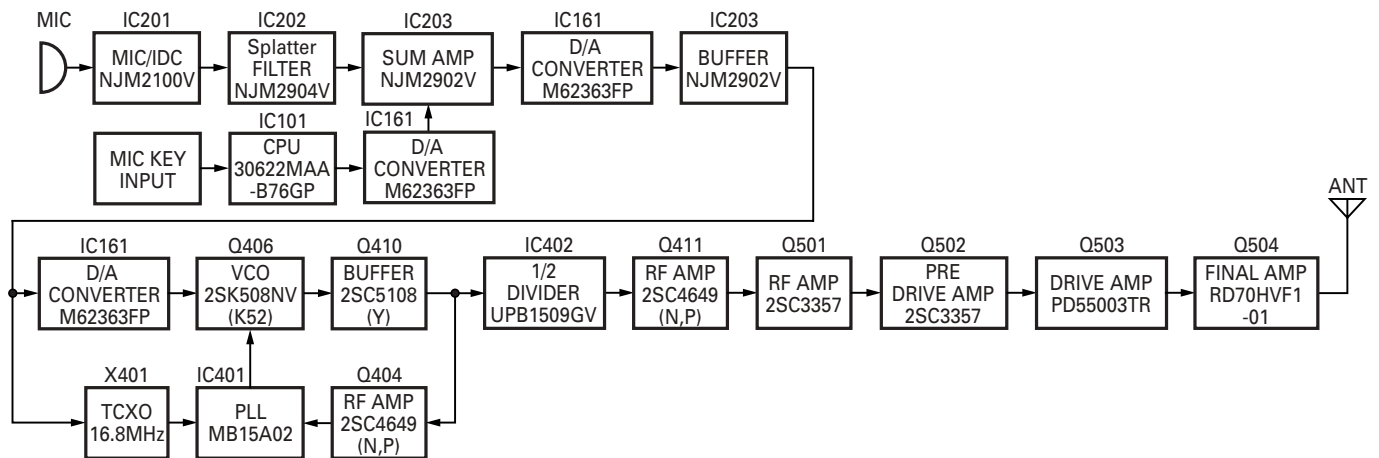 MIC
IC201
MIC/IDC
NJM2100V
IC202
Splatter
FILTER
NJM2904V
IC203
SUM AMP
NJM2902V
IC161
D/A
CONVERTER
M62363FP
IC203
BUFFER
NJM2902V
MIC KEY
INPUT
IC101
CPU
30622MAA
-B76GP
IC161
D/A
CONVERTER
M62363FP
ANT
IC161
D/A
CONVERTER
M62363FP
Q406
VCO
2SK508NV
(K52)
Q410
BUFFER
2SC5108
(Y)
IC402
1/2
DIVIDER
UPB1509GV
Q411
RF AMP
2SC4649
(N,P)
Q501
RF AMP
2SC3357
Q502
PRE
DRIVE AMP
2SC3357
Q503
DRIVE AMP
PD55003TR
Q504
FINAL AMP
RD70HVF1
-01
X401
TCXO
16.8MHz
IC401
PLL
MB15A02
Q404
RF AMP
2SC4649
(N,P)